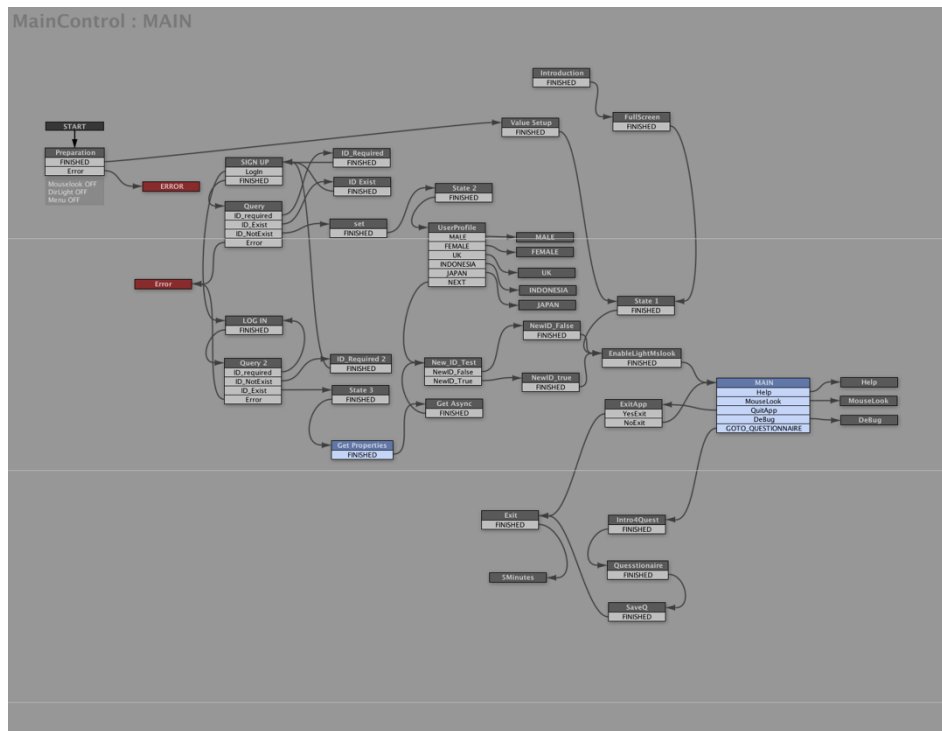 MainControl : MAIN
START
Preparation
FINISHED
Error
Mouselook OFF
DirLight OFF
Menu OFF
ERROR
SIGN UP
LogIn
FINISHED
Query
ID_required
ID_Exist
ID_NotExist
Error
Error
LOG IN
FINISHED
Query 2
ID_required
ID_NotExist
ID_Exist
Error
ID_Required
FINISHED
ID Exist
FINISHED
set
FINISHED
ID_Required 2
FINISHED
State 3
FINISHED
Get Properties
FINISHED
State 2
FINISHED
UserProfile
MALE
FEMALE
UK
INDONESIA
JAPAN
NEXT
New_ID_Test
NewID_False
NewID_True
Get Async
FINISHED
Introduction
FINISHED
Value Setup
FINISHED
FullScreen
FINISHED
MALE
FEMALE
UK
INDONESIA
JAPAN
NewID_False
FINISHED
NewID_true
FINISHED
State 1
FINISHED
EnableLightMslook
FINISHED
ExitApp
YesExit
NoExit
MAIN
Help
MouseLook
QuitApp
DeBug
GOTO_QUESTIONNAIRE
Help
MouseLook
DeBug
Exit
FINISHED
5Minutes
Intro4Quest
FINISHED
Quesstionaire
FINISHED
SaveQ
FINISHED